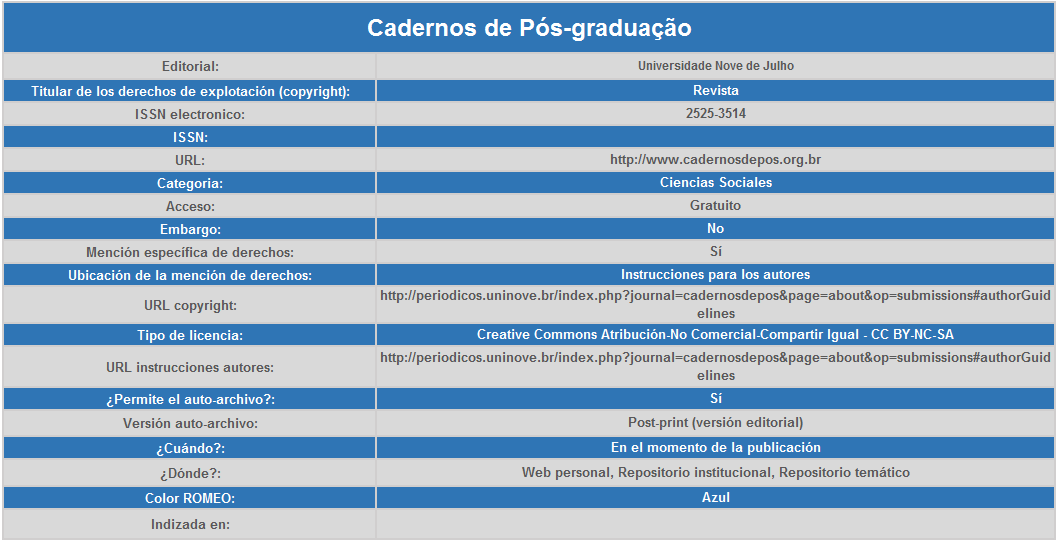 Cadernos de Pós-graduação
Editorial: Universidade Nove de Julho
Titular de los derechos de explotación (copyright): Revista
ISSN electronico: 2525-3514
ISSN:
URL: http://www.cadernosdepos.org.br
Categoria: Ciencias Sociales
Acceso: Gratuito
Embargo: No
Mención específica de derechos: Sí
Ubicación de la mención de derechos: Instrucciones para los autores
URL copyright: http://periodicos.uninove.br/index.php?journal=cadernosdepos&page=about&op=submissions#authorGuid
elines
Tipo de licencia: Creative Commons Atribución-No Comercial-Compartir Igual - CC BY-NC-SA
URL instrucciones autores: http://periodicos.uninove.br/index.php?journal=cadernosdepos&page=about&op=submissions#authorGuid
elines
¿Permite el auto-archivo?: Sí
Versión auto-archivo: Post-print (versión editorial)
¿Cuándo?: En el momento de la publicación
¿Dónde?: Web personal, Repositorio institucional, Repositorio temático
Color ROMEO: Azul
Indizada en: